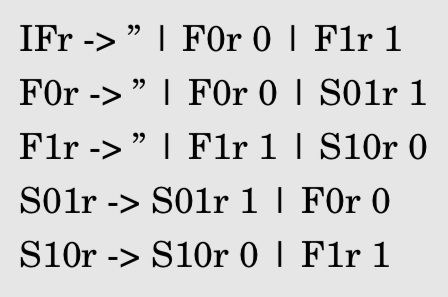 IFr -> ” | F0r 0 | F1r 1
F0r -> ” | F0r 0 | S01r 1
F1r -> ” | F1r 1 | S10r 0
S01r -> S01r 1 | F0r 0
S10r -> S10r 0 | F1r 1